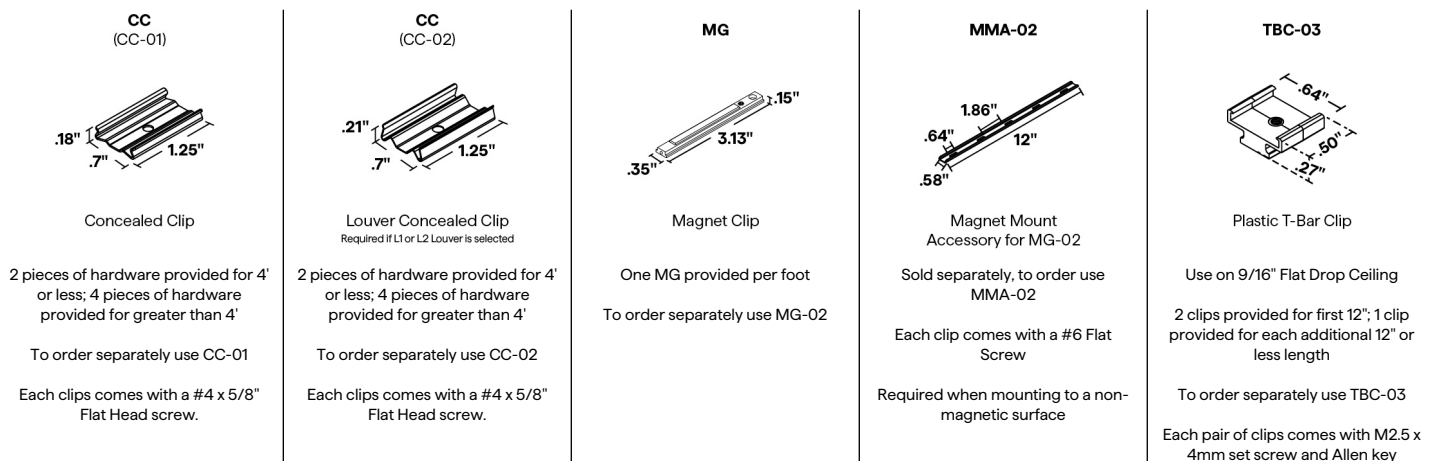 CC
(CC-01)
.18"
.7"
1.25"
Concealed Clip
2 pieces of hardware provided for 4'
or less; 4 pieces of hardware
provided for greater than 4'
To order separately use CC-01
Each clips comes with a #4 x 5/8"
Flat Head screw.
CC
(CC-02)
.21"
.7"
1.25"
Louver Concealed Clip
Required if L1 or L2 Louver is selected
2 pieces of hardware provided for 4'
or less; 4 pieces of hardware
provided for greater than 4'
To order separately use CC-02
Each clips comes with a #4 x 5/8"
Flat Head screw.
MG
.15"
3.13"
.35"
Magnet Clip
One MG provided per foot
To order separately use MG-02
MMA-02
1.86"
.64"
12"
.58"
Magnet Mount
Accessory for MG-02
Sold separately, to order use
MMA-02
Each clip comes with a #6 Flat
Screw
Required when mounting to a non-
magnetic surface
TBC-03
.64"
.50"
.27"
Plastic T-Bar Clip
Use on 9/16" Flat Drop Ceiling
2 clips provided for first 12"; 1 clip
provided for each additional 12" or
less length
To order separately use TBC-03
Each pair of clips comes with M2.5 x
4mm set screw and Allen key